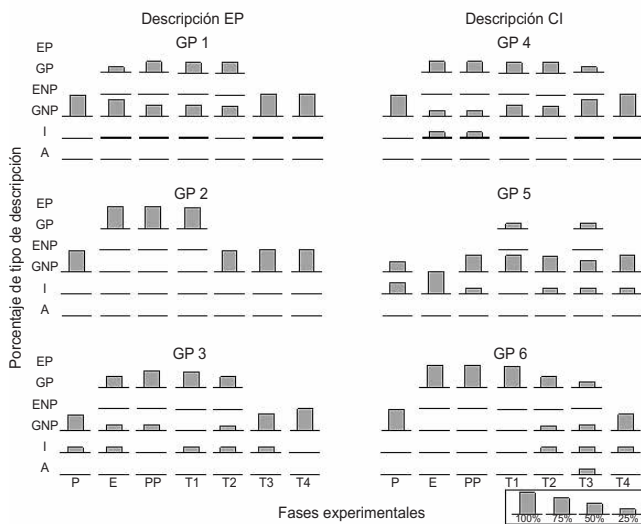 Descripción EP
Descripción CI
GP 1
GP 4
EP
GP
ENP
GNP
I
A
GP 2
GP 5
EP
GP
ENP
GNP
I
A
GP 3
GP 6
EP
GP
ENP
GNP
I
A
P E PP T1 T2 T3 T4
P E PP T1 T2 T3 T4
Porcentaje de tipo de descripción
Fases experimentales
100% 75% 50% 25%